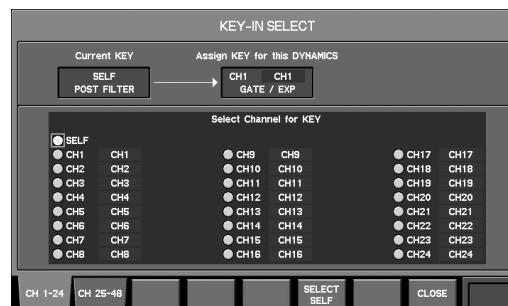 KEY-IN SELECT
Current KEY Assign KEY for this DYNAMICS
SELF CH1 CH1
POST FILTER GATE / EXP
Select Channel for KEY
SELF
CH1 CH1 CH9 CH9 CH17 CH17
CH2 CH2 CH10 CH10 CH18 CH18
CH3 CH3 CH11 CH11 CH19 CH19
CH4 CH4 CH12 CH12 CH20 CH20
CH5 CH5 CH13 CH13 CH21 CH21
CH6 CH6 CH14 CH14 CH22 CH22
CH7 CH7 CH15 CH15 CH23 CH23
CH8 CH8 CH16 CH16 CH24 CH24
CH 1-24 CH 25-48 SELECT SELF CLOSE